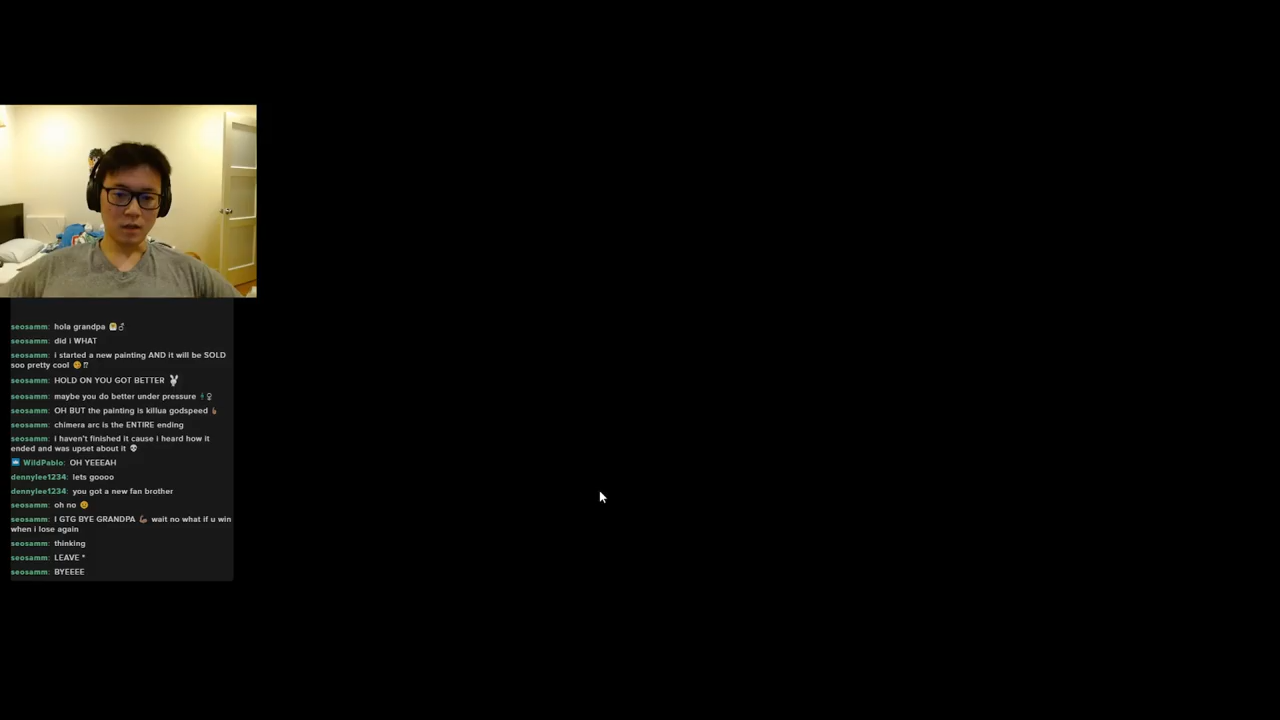 seosamm: hola grandpa
seosamm: did i WHAT
seosamm: i started a new painting AND it will be SOLD
soo pretty cool 🧐⁉
seosamm: HOLD ON YOU GOT BETTER
seosamm: maybe you do better under pressure
seosamm: OH BUT the painting is killua godspeed
seosamm: chimera arc is the ENTIRE ending
seosamm: i haven't finished it cause i heard how it
ended and was upset about it 💀
WildPablo: OH YEEEAH
dennylee1234: lets goooo
dennylee1234: you got a new fan brother
seosamm: oh no
seosamm: I GTG BYE GRANDPA wait no what if u win
when i lose again
seosamm: thinking
seosamm: LEAVE *
seosamm: BYEEEE